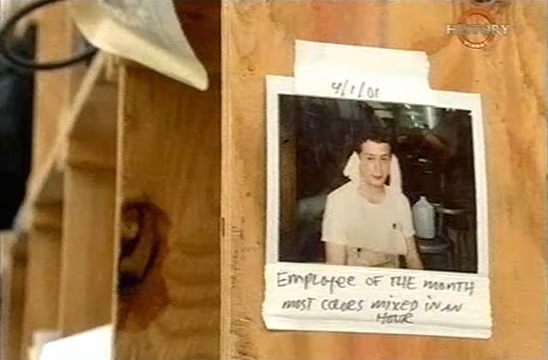 HISTORY
4/1/01
EMPLOYEE OF THE MONTH
MOST COLORS MIXED IN AN
HOUR